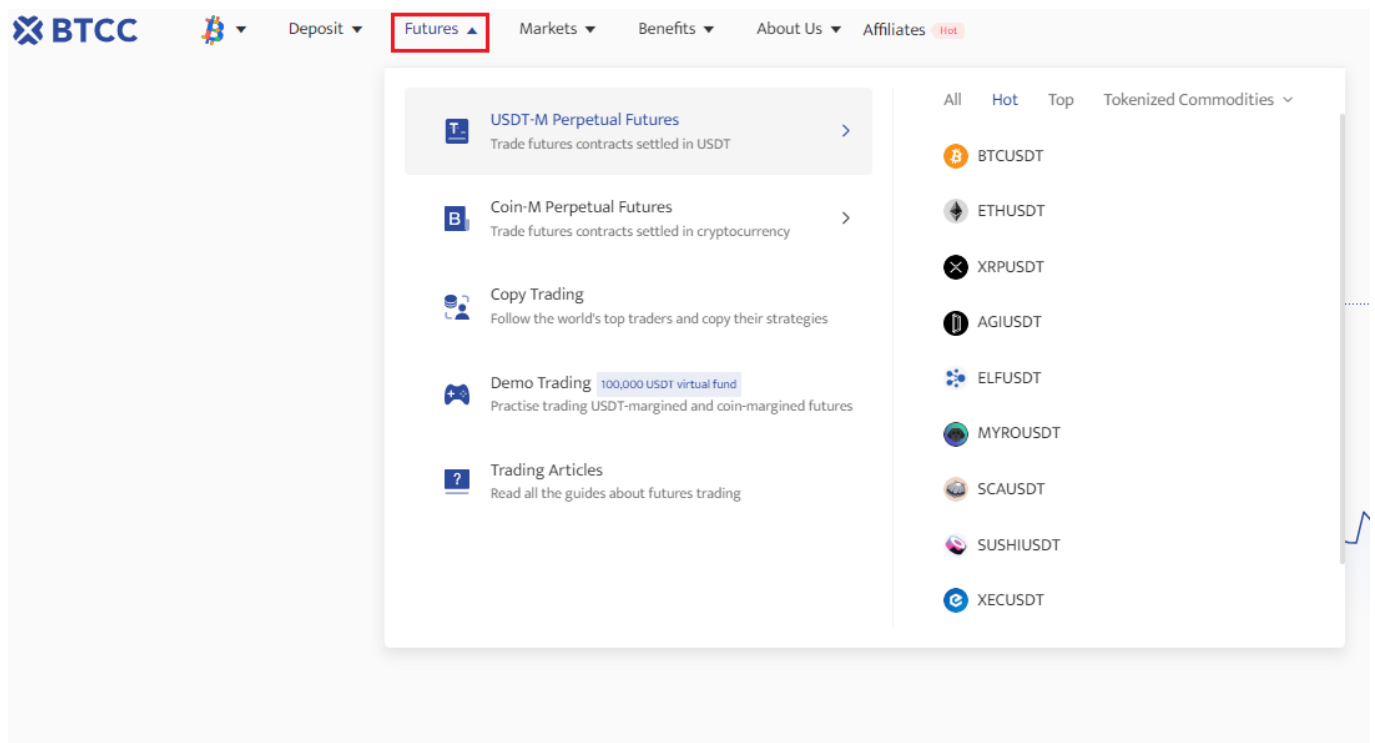 BTCC
Deposit
Futures
Markets
Benefits
About Us
Affiliates
Hot
USDT-M Perpetual Futures
Trade futures contracts settled in USDT
Coin-M Perpetual Futures
Trade futures contracts settled in cryptocurrency
Copy Trading
Follow the world's top traders and copy their strategies
Demo Trading 100,000 USDT virtual fund
Practise trading USDT-margined and coin-margined futures
Trading Articles
Read all the guides about futures trading
All Hot Top Tokenized Commodities
BTCUSDT
ETHUSDT
XRPUSDT
AGIUSDT
ELFUSDT
MYROUSDT
SCAUSDT
SUSHIUSDT
XECUSDT